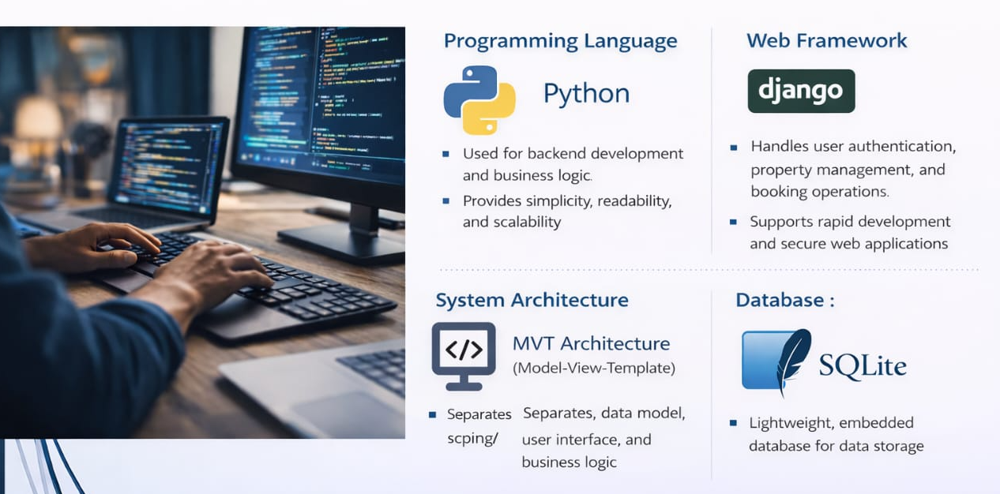 Programming Language
Python
Used for backend development
and business logic.
Provides simplicity, readability,
and scalability
Web Framework
django
Handles user authentication,
property management, and
booking operations.
Supports rapid development
and secure web applications
System Architecture
</>
MVT Architecture
(Model-View-Template)
Separates Separates, data model,
scping/ user interface, and
business logic
Database :
SQLite
Lightweight, embedded
database for data storage